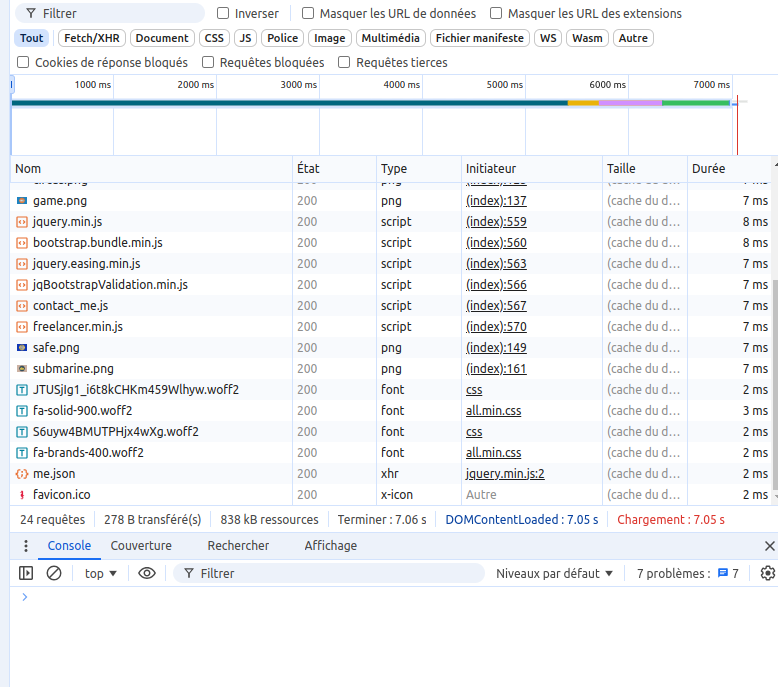 Filtrer Inverser Masquer les URL de données Masquer les URL des extensions
Tout Fetch/XHR Document CSS JS Police Image Multimédia Fichier manifeste WS Wasm Autre
Cookies de réponse bloqués Requêtes bloquées Requêtes tierces
1000 ms 2000 ms 3000 ms 4000 ms 5000 ms 6000 ms 7000 ms
Nom État Type Initiateur Taille Durée
game.png 200 png (index):137 (cache du d… 7 ms
jquery.min.js 200 script (index):559 (cache du d… 8 ms
bootstrap.bundle.min.js 200 script (index):560 (cache du d… 8 ms
jquery.easing.min.js 200 script (index):563 (cache du d… 7 ms
jqBootstrapValidation.min.js 200 script (index):566 (cache du d… 7 ms
contact_me.js 200 script (index):567 (cache du d… 7 ms
freelancer.min.js 200 script (index):570 (cache du d… 7 ms
safe.png 200 png (index):149 (cache du d… 7 ms
submarine.png 200 png (index):161 (cache du d… 7 ms
JTUSjIg1_i6t8kCHKm459Wlhyw.woff2 200 font css (cache du d… 2 ms
fa-solid-900.woff2 200 font all.min.css (cache du d… 3 ms
S6uyw4BMUTPHjx4wXg.woff2 200 font css (cache du d… 2 ms
fa-brands-400.woff2 200 font all.min.css (cache du d… 2 ms
me.json 200 xhr jquery.min.js:2 (cache du d… 2 ms
favicon.ico 200 x-icon Autre (cache du d… 2 ms
24 requêtes 278 B transféré(s) 838 kB ressources Terminer : 7.06 s DOMContentLoaded : 7.05 s Chargement : 7.05 s
Console Couverture Rechercher Affichage
top Filtrer Niveaux par défaut 7 problèmes : 7